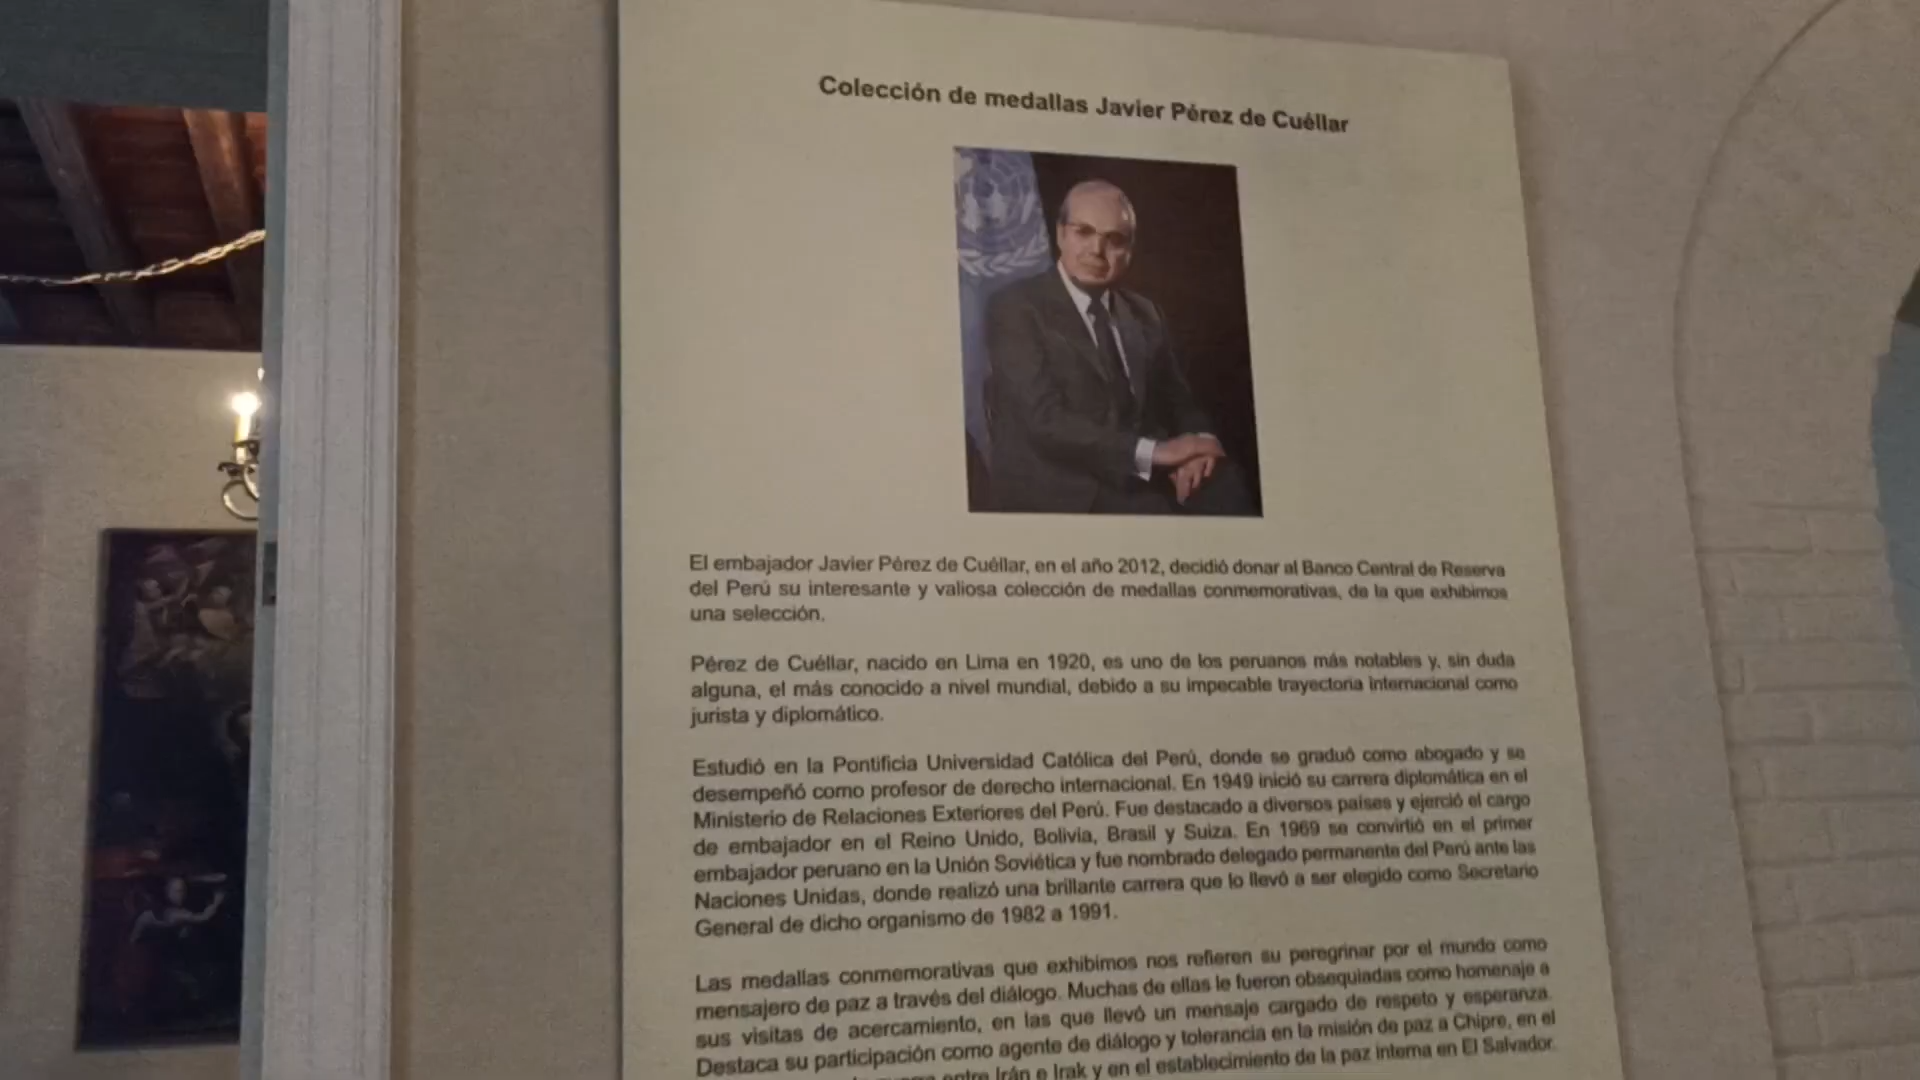 Colección de medallas Javier Pérez de Cuéllar
El embajador Javier Pérez de Cuéllar, en el año 2012, decidió donar al Banco Central de Reserva
del Perú su interesante y valiosa colección de medallas conmemorativas, de la que exhibimos
una selección.
Pérez de Cuéllar, nacido en Lima en 1920, es uno de los peruanos más notables y, sin duda
alguna, el más conocido a nivel mundial, debido a su impecable trayectoria internacional como
jurista y diplomático.
Estudió en la Pontificia Universidad Católica del Perú, donde se graduó como abogado y se
desempeñó como profesor de derecho internacional. En 1949 inició su carrera diplomática en el
Ministerio de Relaciones Exteriores del Perú. Fue destacado a diversos países y ejerció el cargo
de embajador en el Reino Unido, Bolivia, Brasil y Suiza. En 1969 se convirtió en el primer
embajador peruano en la Unión Soviética y fue nombrado delegado permanente del Perú ante las
Naciones Unidas, donde realizó una brillante carrera que lo llevó a ser elegido como Secretario
General de dicho organismo de 1982 a 1991.
Las medallas conmemorativas que exhibimos nos refieren su peregrinar por el mundo como
mensajero de paz a través del diálogo. Muchas de ellas le fueron obsequiadas como homenaje a
sus visitas de acercamiento, en las que llevó un mensaje cargado de respeto y esperanza.
Destaca su participación como agente de diálogo y tolerancia en la misión de paz a Chipre, en el
entre Irán e Irak y en el establecimiento de la paz interna en El Salvador.